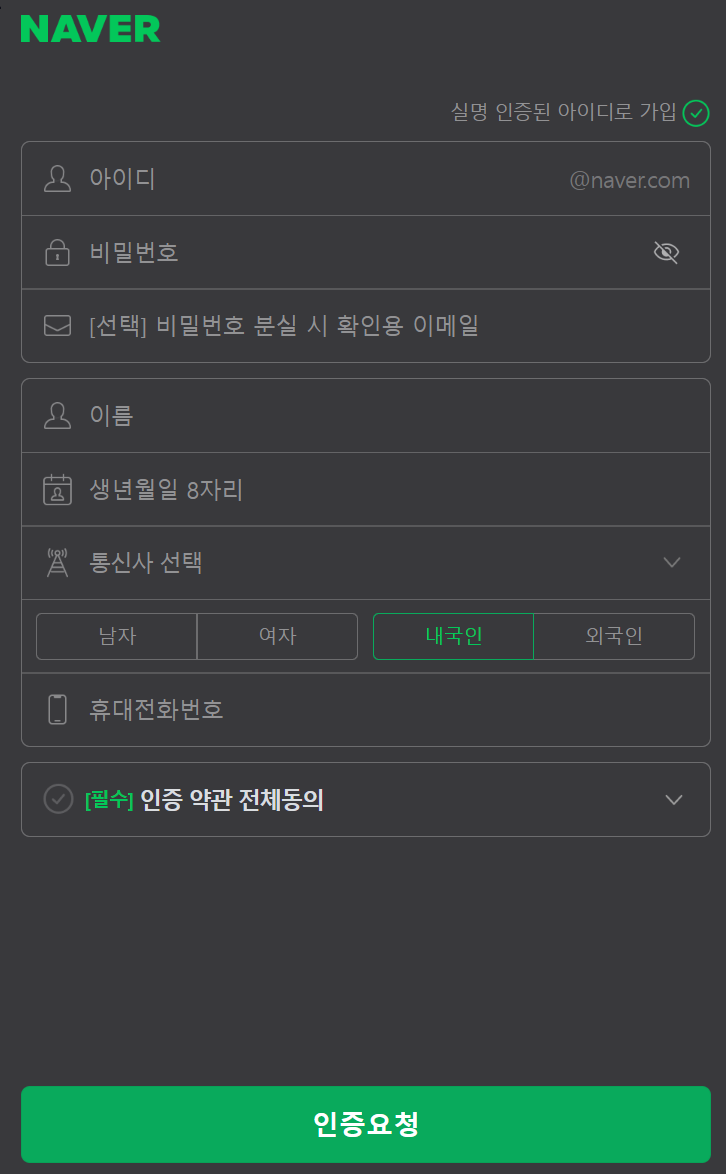 NAVER
실명 인증된 아이디로 가입
아이디 @naver.com
비밀번호
[선택] 비밀번호 분실 시 확인용 이메일
이름
생년월일 8자리
통신사 선택
남자 여자 내국인 외국인
휴대전화번호
[필수] 인증 약관 전체동의
인증요청